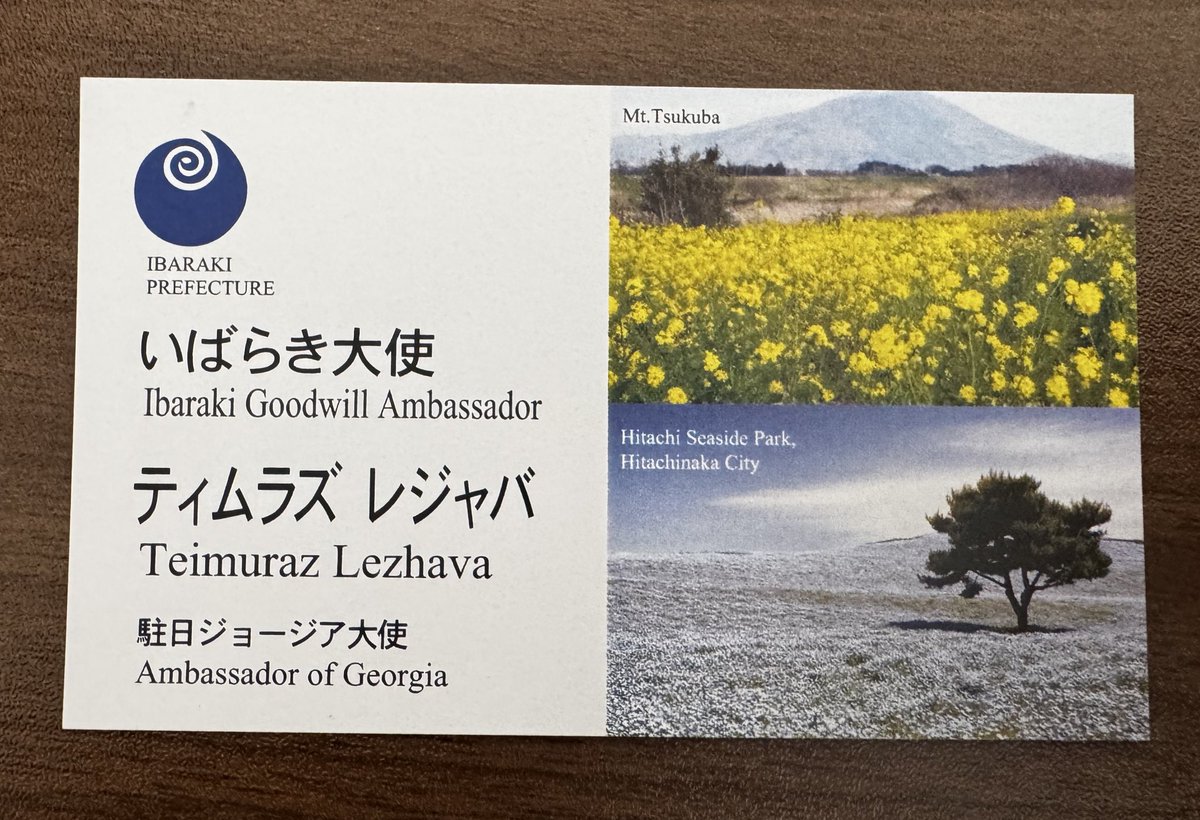 IBARAKI
PREFECTURE
いばらき大使
Ibaraki Goodwill Ambassador
ティムラズ レジャバ
Teimuraz Lezhava
駐日ジョージア大使
Ambassador of Georgia
Mt.Tsukuba
Hitachi Seaside Park,
Hitachinaka City